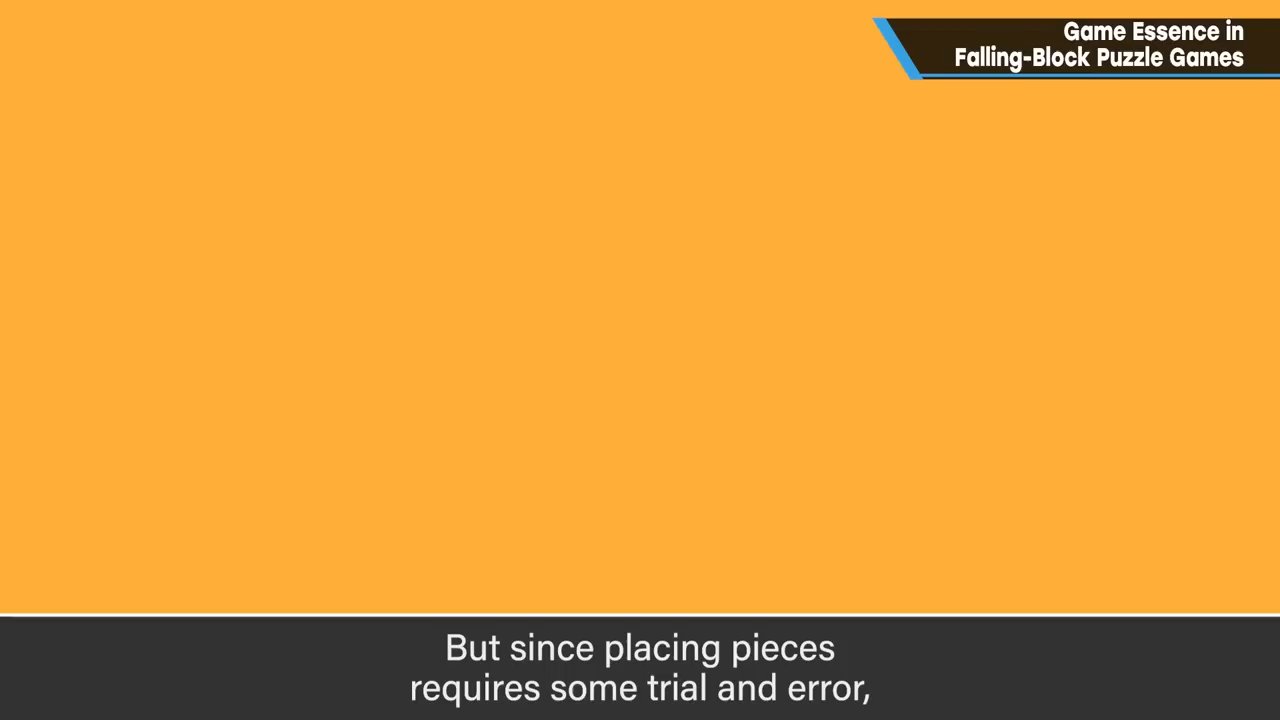 Game Essence in
Falling-Block Puzzle Games
But since placing pieces
requires some trial and error,